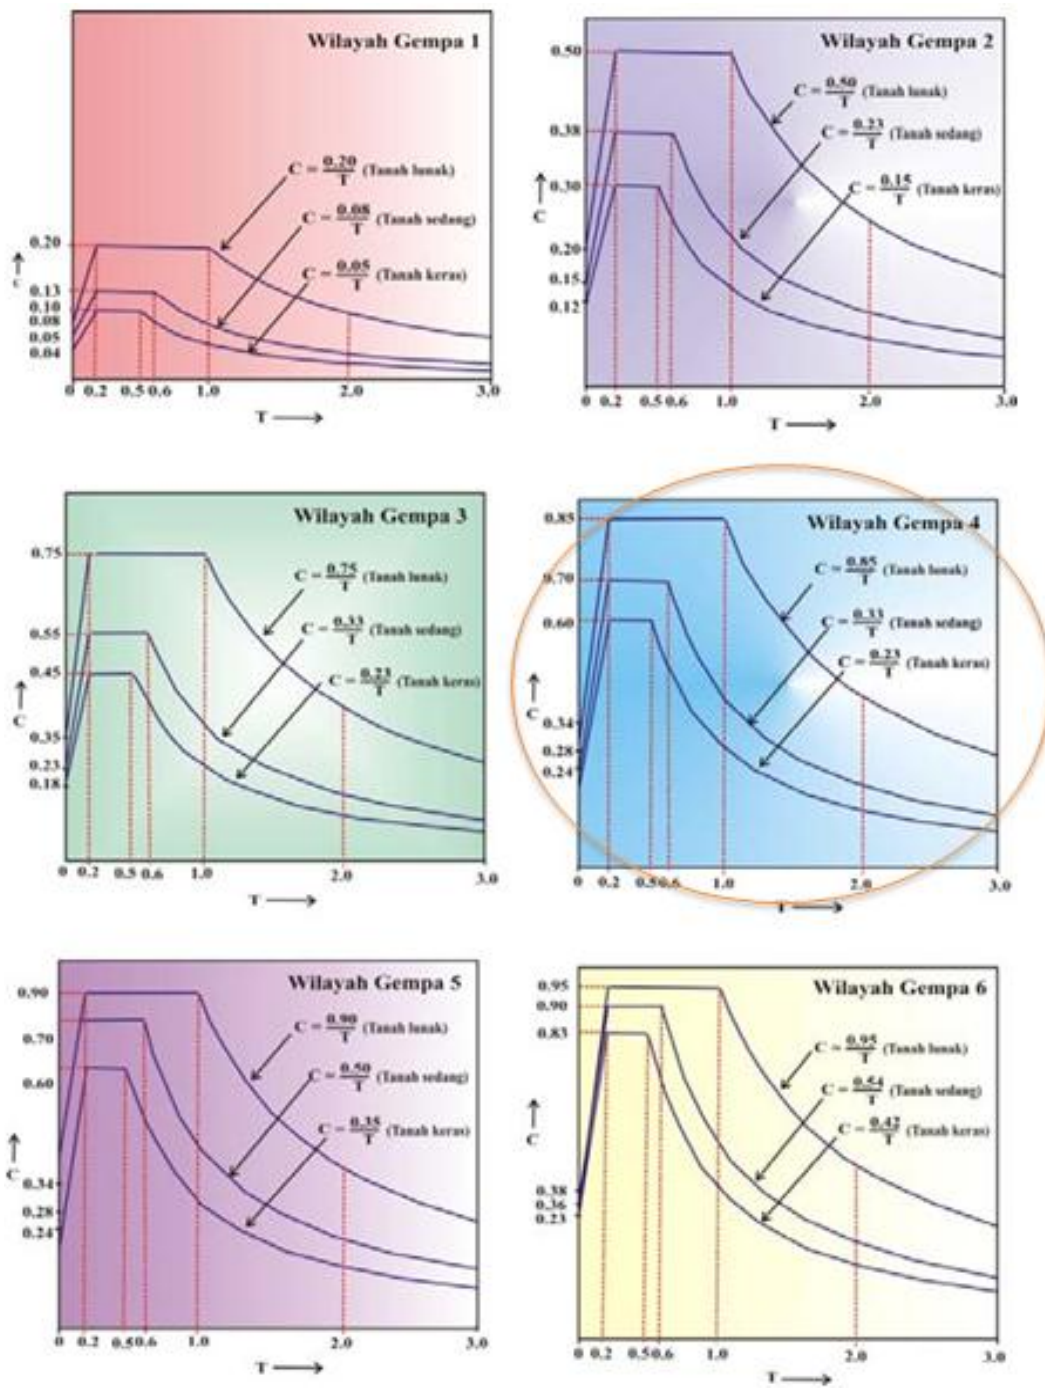 Wilayah Gempa 1
C = 0.20/T (Tanah lunak)
C = 0.08/T (Tanah sedang)
C = 0.05/T (Tanah keras)
0.20
0.13
0.10
0.08
0.05
0.04
0 0.2 0.5 0.6 1.0 2.0 3.0
T
Wilayah Gempa 2
C = 0.50/T (Tanah lunak)
C = 0.23/T (Tanah sedang)
C = 0.15/T (Tanah keras)
0.50
0.38
0.30
C
0.20
0.15
0.12
0 0.2 0.5 0.6 1.0 2.0 3.0
T
Wilayah Gempa 3
C = 0.75/T (Tanah lunak)
C = 0.33/T (Tanah sedang)
C = 0.23/T (Tanah keras)
0.75
0.55
0.45
C
0.35
0.23
0.18
0 0.2 0.5 0.6 1.0 2.0 3.0
T
Wilayah Gempa 4
C = 0.85/T (Tanah lunak)
C = 0.33/T (Tanah sedang)
C = 0.23/T (Tanah keras)
0.85
0.70
0.60
C
0.34
0.28
0.24
0 0.2 0.5 0.6 1.0 2.0 3.0
T
Wilayah Gempa 5
C = 0.90/T (Tanah lunak)
C = 0.50/T (Tanah sedang)
C = 0.35/T (Tanah keras)
0.90
0.70
0.60
C
0.34
0.28
0.24
0 0.2 0.5 0.6 1.0 2.0 3.0
T
Wilayah Gempa 6
C = 0.95/T (Tanah lunak)
C = 0.54/T (Tanah sedang)
C = 0.42/T (Tanah keras)
0.95
0.90
0.83
C
0.38
0.36
0.23
0 0.2 0.5 0.6 1.0 2.0 3.0
T